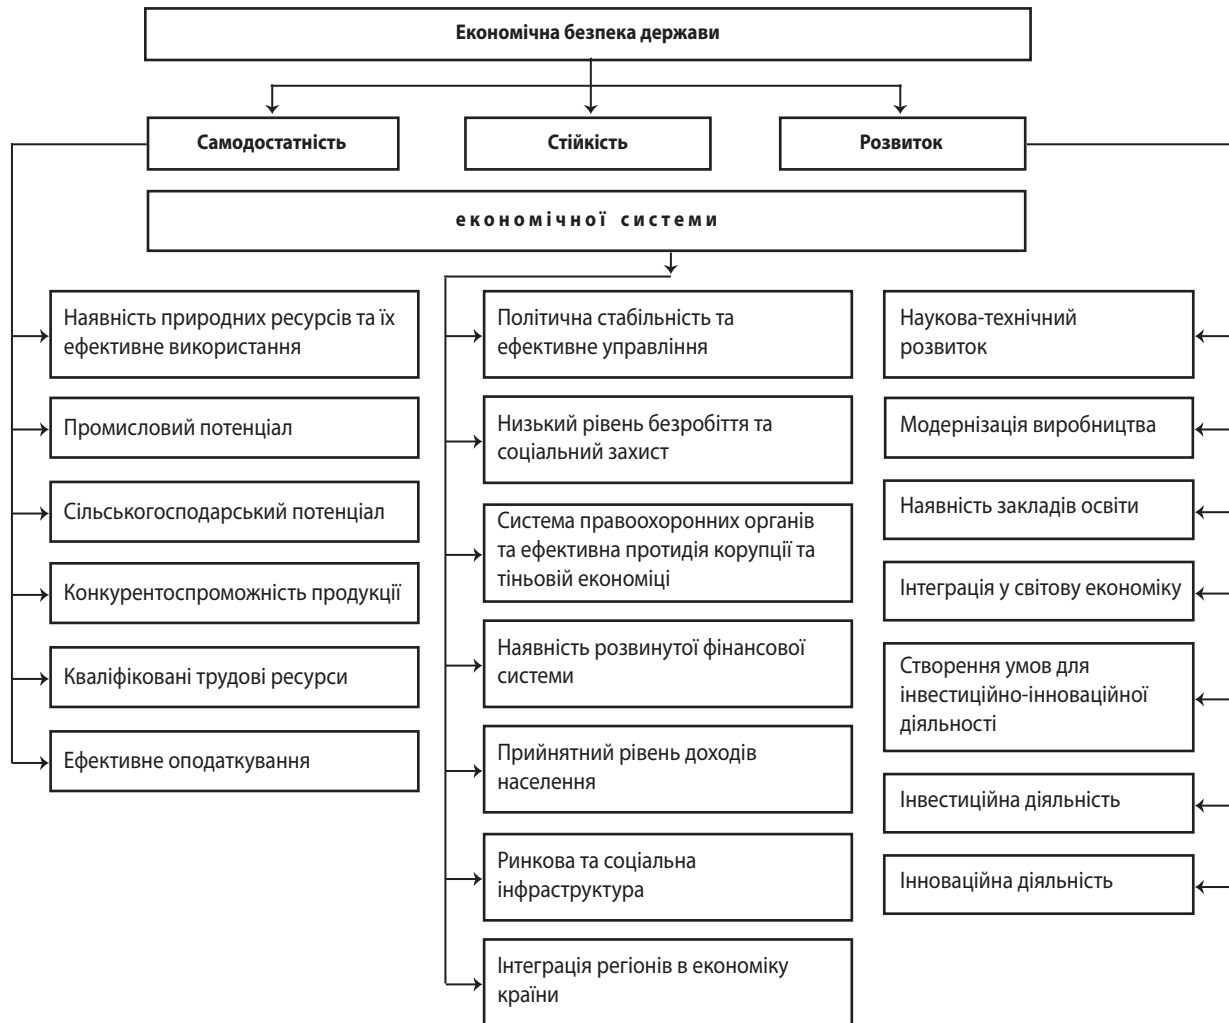 Економічна безпека держави
Самодостатність
Стійкість
Розвиток
економічної системи
Наявність природних ресурсів та їх
ефективне використання
Промисловий потенціал
Сільськогосподарський потенціал
Конкурентоспроможність продукції
Кваліфіковані трудові ресурси
Ефективне оподаткування
Політична стабільність та
ефективне управління
Низький рівень безробіття та
соціальний захист
Система правоохоронних органів
та ефективна протидія корупції та
тіньовій економіці
Наявність розвинутої фінансової
системи
Прийнятний рівень доходів
населення
Ринкова та соціальна
інфраструктура
Інтеграція регіонів в економіку
країни
Наукова-технічний
розвиток
Модернізація виробництва
Наявність закладів освіти
Інтеграція у світову економіку
Створення умов для
інвестиційно-інноваційної
діяльності
Інвестиційна діяльність
Інноваційна діяльність